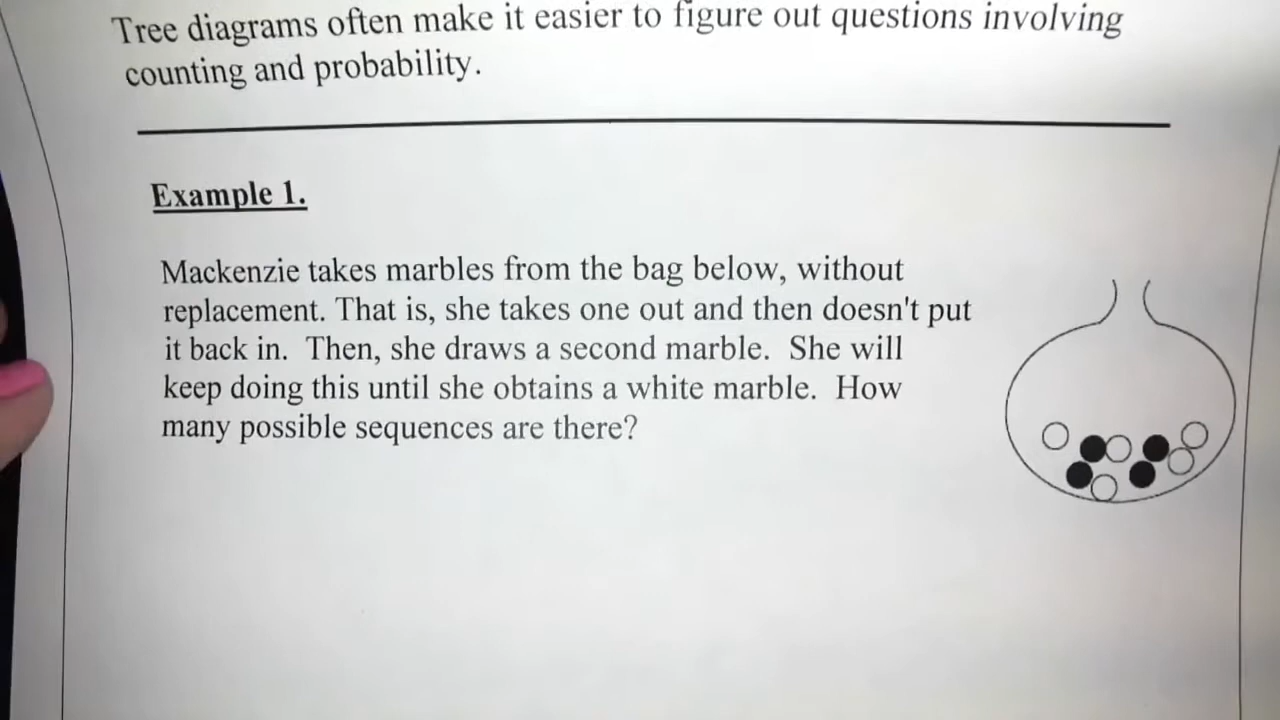 Tree diagrams often make it easier to figure out questions involving
counting and probability.
Example 1.
Mackenzie takes marbles from the bag below, without
replacement. That is, she takes one out and then doesn't put
it back in. Then, she draws a second marble. She will
keep doing this until she obtains a white marble. How
many possible sequences are there?